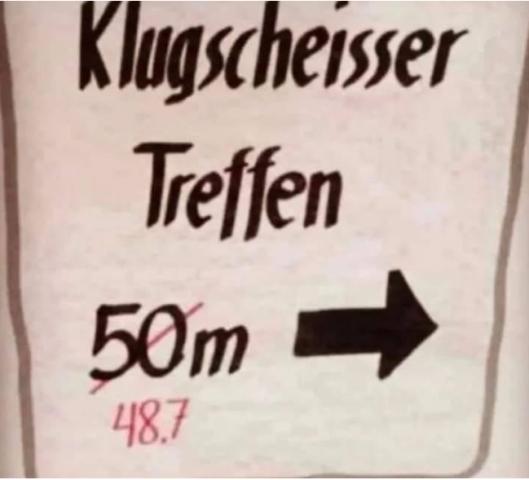 Klugscheisser
Treffen
50m
48.7